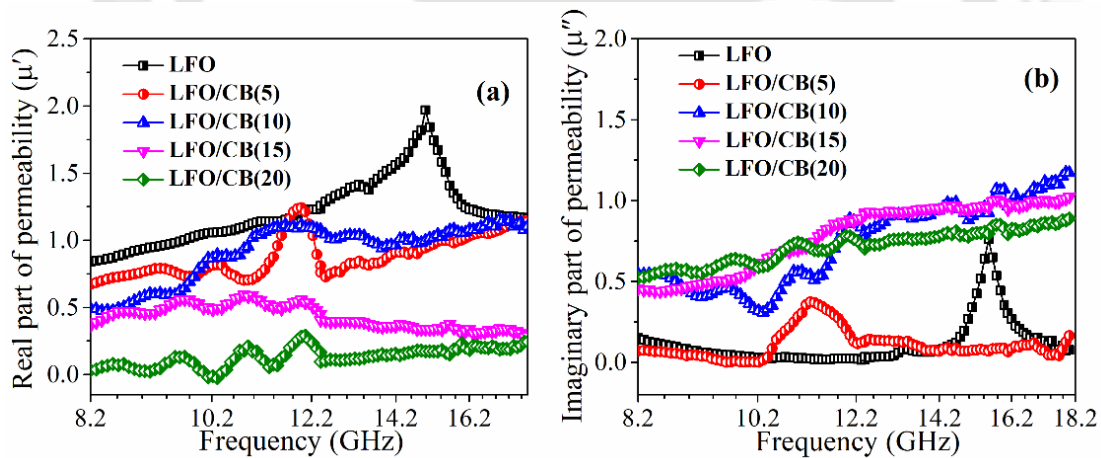 (a)
Real part of permeability (μ′)
2.5
2.0
1.5
1.0
0.5
0.0
LFO
LFO/CB(5)
LFO/CB(10)
LFO/CB(15)
LFO/CB(20)
8.2 10.2 12.2 14.2 16.2
Frequency (GHz)
(b)
Imaginary part of permeability (μ″)
2.0
1.5
1.0
0.5
0.0
LFO
LFO/CB(5)
LFO/CB(10)
LFO/CB(15)
LFO/CB(20)
8.2 10.2 12.2 14.2 16.2 18.2
Frequency (GHz)